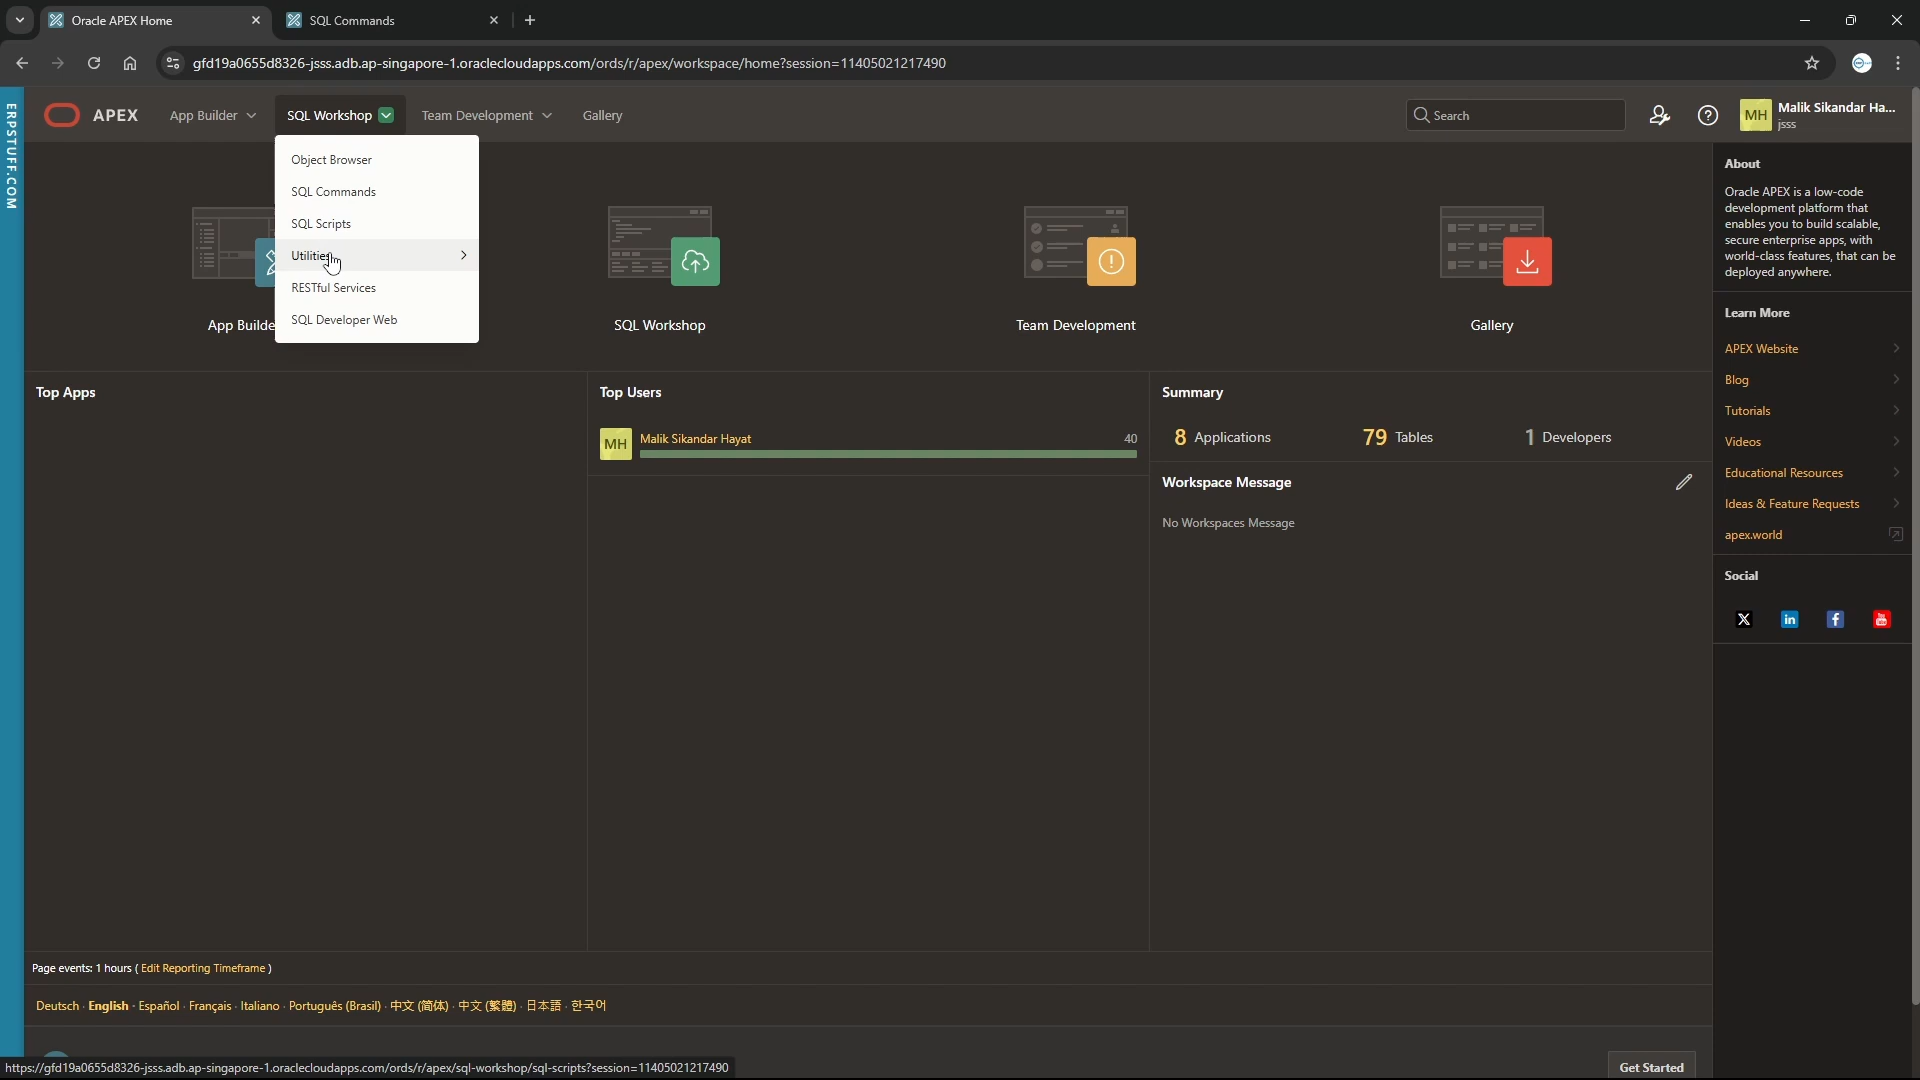 Oracle APEX Home
SQL Commands
gfd19a0655d8326-jsss.adb.ap-singapore-1.oraclecloudapps.com/ords/r/apex/workspace/home?session=11405021217490
ERPSTUFF.COM
APEX
App Builder
SQL Workshop
Team Development
Gallery
Search
MH
Malik Sikandar Ha...
jsss
Object Browser
SQL Commands
SQL Scripts
Utilities
RESTful Services
SQL Developer Web
App Builde
SQL Workshop
Team Development
Gallery
About
Oracle APEX is a low-code
development platform that
enables you to build scalable,
secure enterprise apps, with
world-class features, that can be
deployed anywhere.
Learn More
APEX Website
Blog
Tutorials
Videos
Educational Resources
Ideas & Feature Requests
apex.world
Social
Top Apps
Top Users
MH
Malik Sikandar Hayat
40
Summary
8 Applications
79 Tables
1 Developers
Workspace Message
No Workspaces Message
Page events: 1 hours ( Edit Reporting Timeframe )
Deutsch · English · Español · Français · Italiano · Português (Brasil) · 中文 (简体) · 中文 (繁體) · 日本語 · 한국어
Get Started
https://gfd19a0655d8326-jsss.adb.ap-singapore-1.oraclecloudapps.com/ords/r/apex/sql-workshop/sql-scripts?session=11405021217490